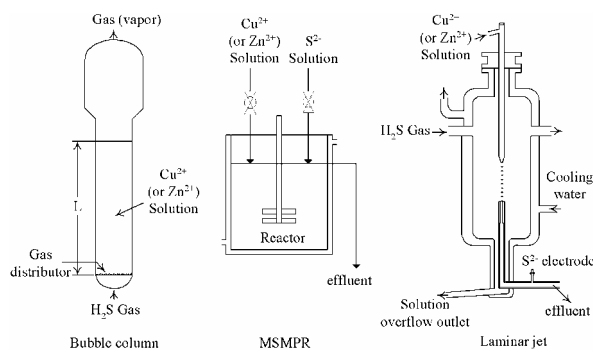 Gas (vapor)
L
Cu²⁺
(or Zn²⁺)
Solution
Gas
distributor
H₂S Gas
Bubble column
Cu²⁺
(or Zn²⁺)
Solution
S²⁻
Solution
Reactor
effluent
MSMPR
Cu²⁻
(or Zn²⁺)
Solution
H₂S Gas
Cooling
water
S²⁻ electrode
Solution
overflow outlet
effluent
Laminar jet